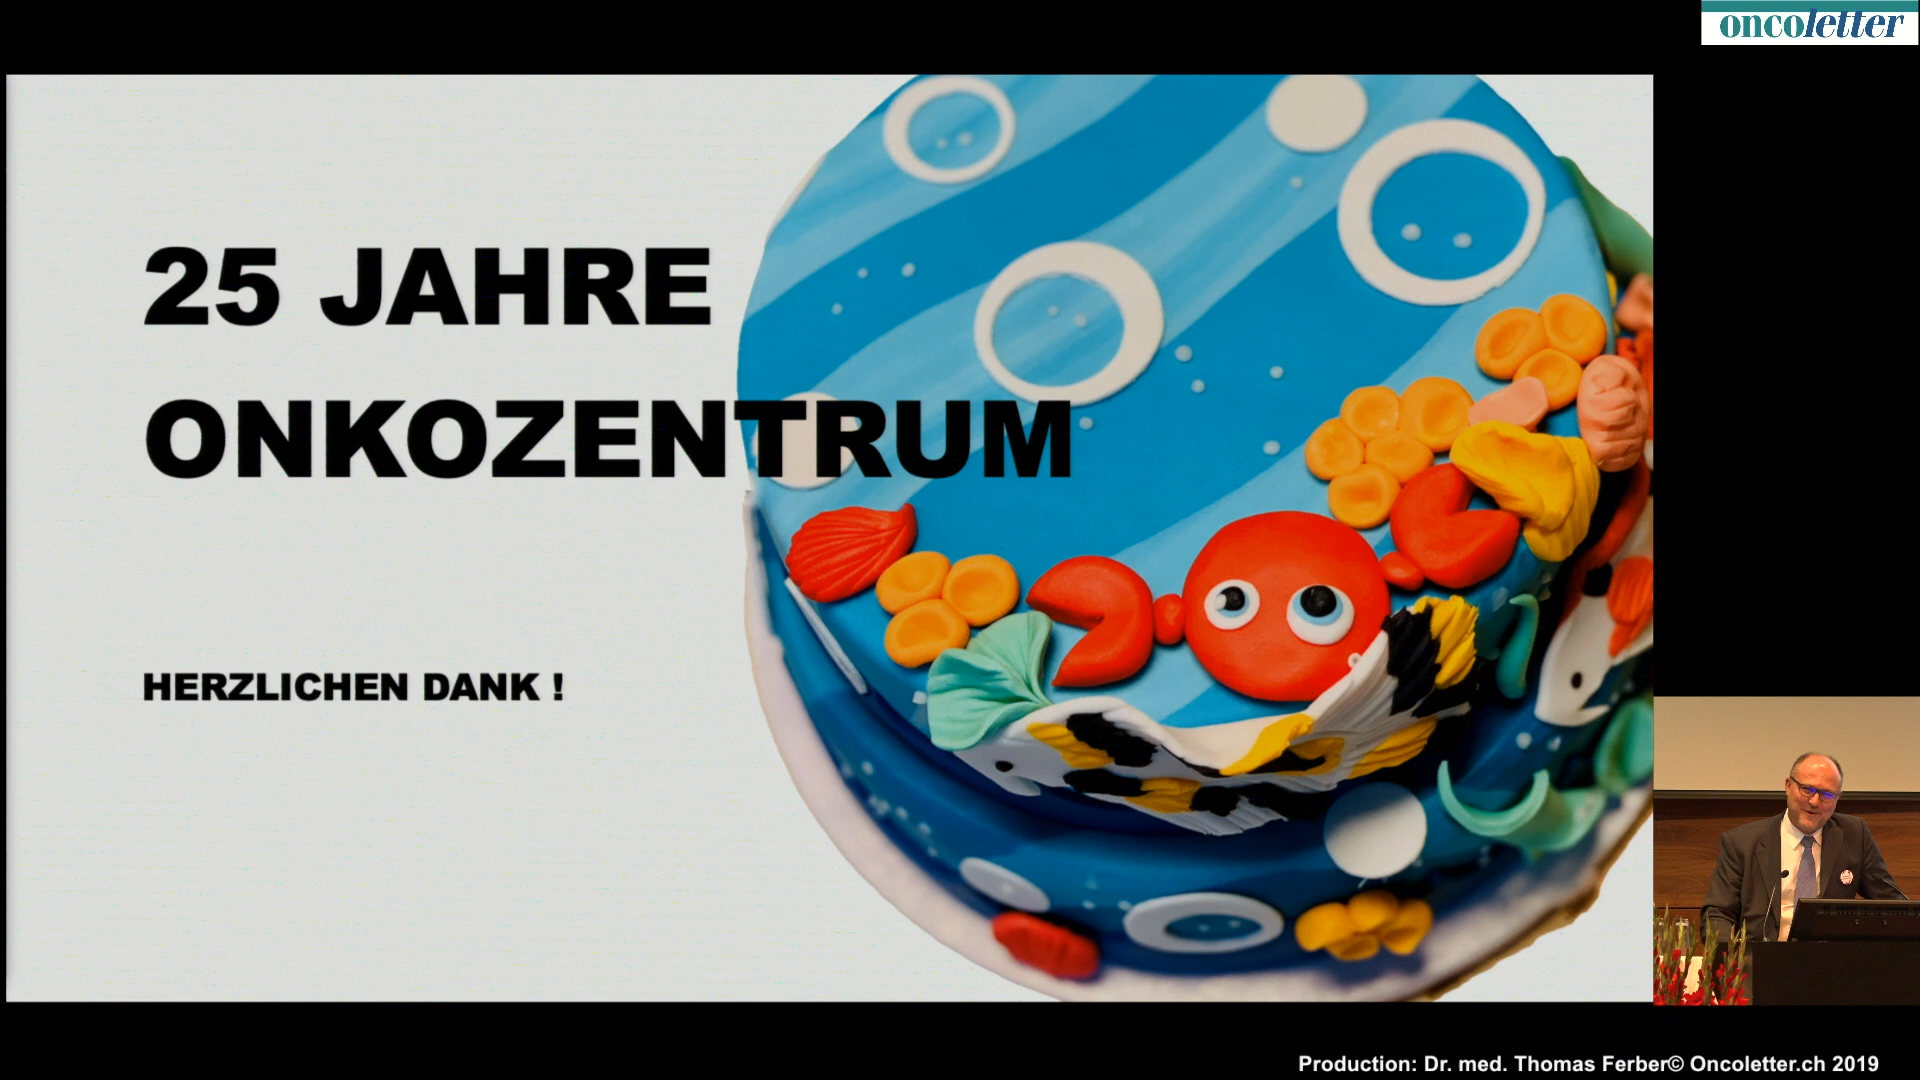 oncoletter
25 JAHRE
ONKOZENTRUM
HERZLICHEN DANK !
Production: Dr. med. Thomas Ferber© Oncoletter.ch 2019